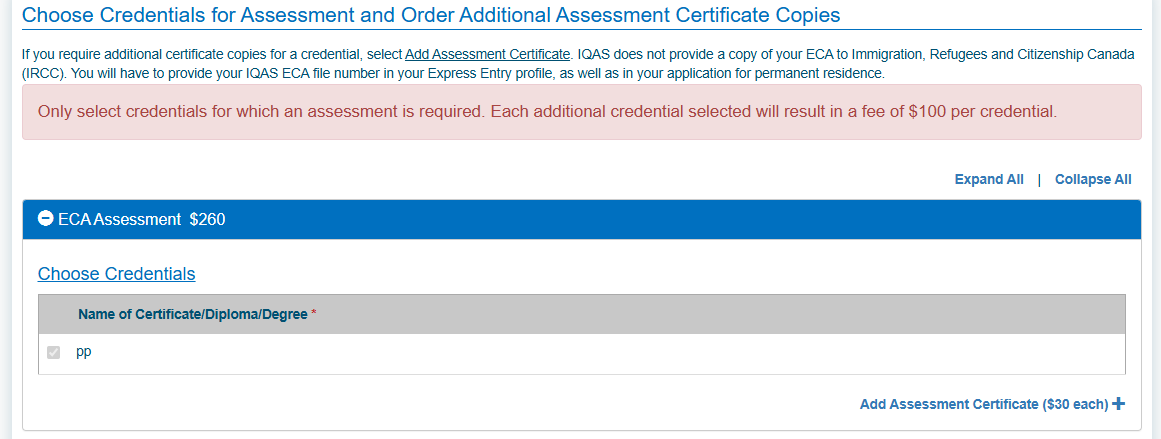 Choose Credentials for Assessment and Order Additional Assessment Certificate Copies
If you require additional certificate copies for a credential, select Add Assessment Certificate. IQAS does not provide a copy of your ECA to Immigration, Refugees and Citizenship Canada
(IRCC). You will have to provide your IQAS ECA file number in your Express Entry profile, as well as in your application for permanent residence.
Only select credentials for which an assessment is required. Each additional credential selected will result in a fee of $100 per credential.
Expand All | Collapse All
ECA Assessment $260
Choose Credentials
Name of Certificate/Diploma/Degree *
pp
Add Assessment Certificate ($30 each) +